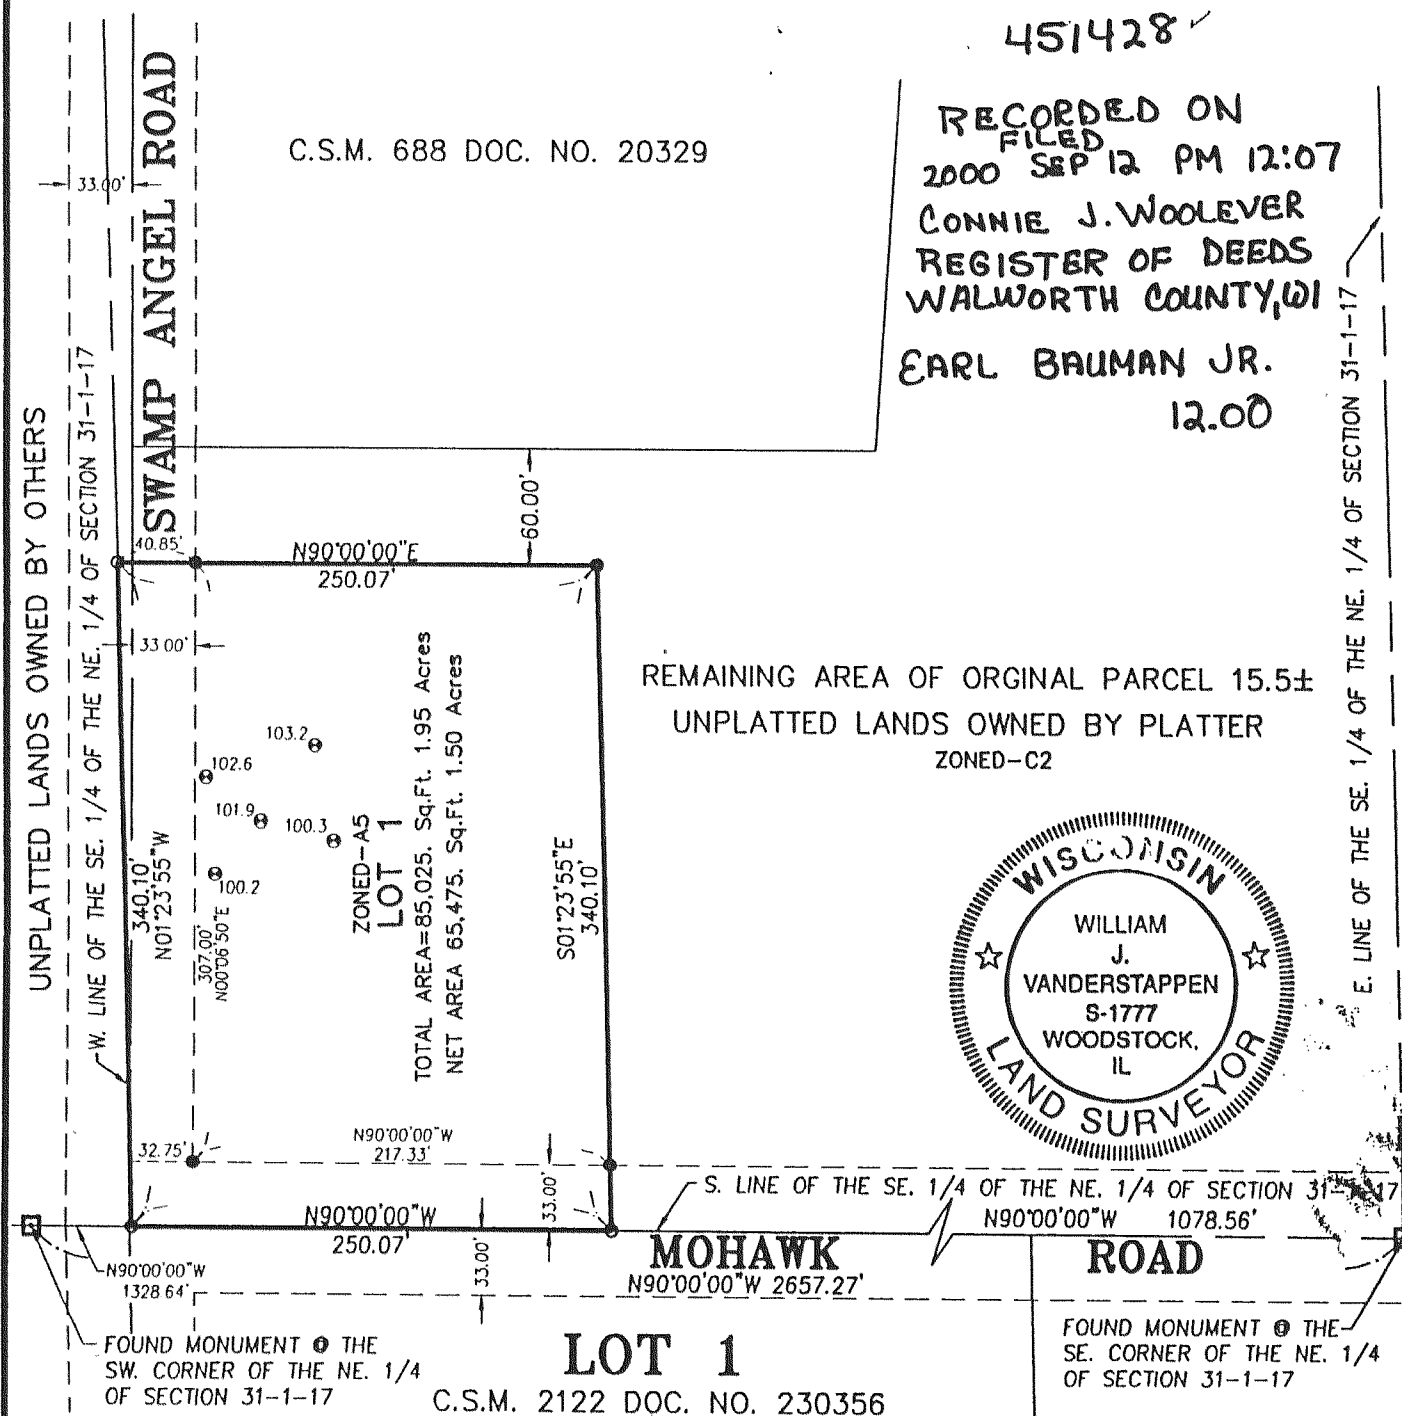 451428
RECORDED ON
FILED
2000 SEP 12 PM 12:07
CONNIE J. WOOLEVER
REGISTER OF DEEDS
WALWORTH COUNTY, WI
EARL BAUMAN JR.
12.00
C.S.M. 688 DOC. NO. 20329
SWAMP ANGEL ROAD
33.00'
UNPLATTED LANDS OWNED BY OTHERS
W. LINE OF THE SE. 1/4 OF THE NE. 1/4 OF SECTION 31-1-17
E. LINE OF THE SE. 1/4 OF THE NE. 1/4 OF SECTION 31-1-17
60.00'
40.85'
N90°00'00"E
250.07'
33.00'
103.2
102.6
101.9
100.3
100.2
340.10'
N01°23'55"W
307.00'
N00°06'50"E
ZONED-A5
LOT 1
TOTAL AREA=85,025. Sq.Ft. 1.95 Acres
NET AREA 65,475. Sq.Ft. 1.50 Acres
S01°23'55"E
340.10'
REMAINING AREA OF ORGINAL PARCEL 15.5±
UNPLATTED LANDS OWNED BY PLATTER
ZONED-C2
WISCONSIN
WILLIAM
J.
VANDERSTAPPEN
S-1777
WOODSTOCK,
IL
LAND SURVEYOR
32.75'
N90°00'00"W
217.33'
33.00'
S. LINE OF THE SE. 1/4 OF THE NE. 1/4 OF SECTION 31-1-17
N90°00'00"W 1078.56'
N90°00'00"W
250.07'
33.00'
MOHAWK ROAD
N90°00'00"W 2657.27'
N90°00'00"W
1328.64'
FOUND MONUMENT @ THE
SW. CORNER OF THE NE. 1/4
OF SECTION 31-1-17
LOT 1
C.S.M. 2122 DOC. NO. 230356
FOUND MONUMENT @ THE
SE. CORNER OF THE NE. 1/4
OF SECTION 31-1-17